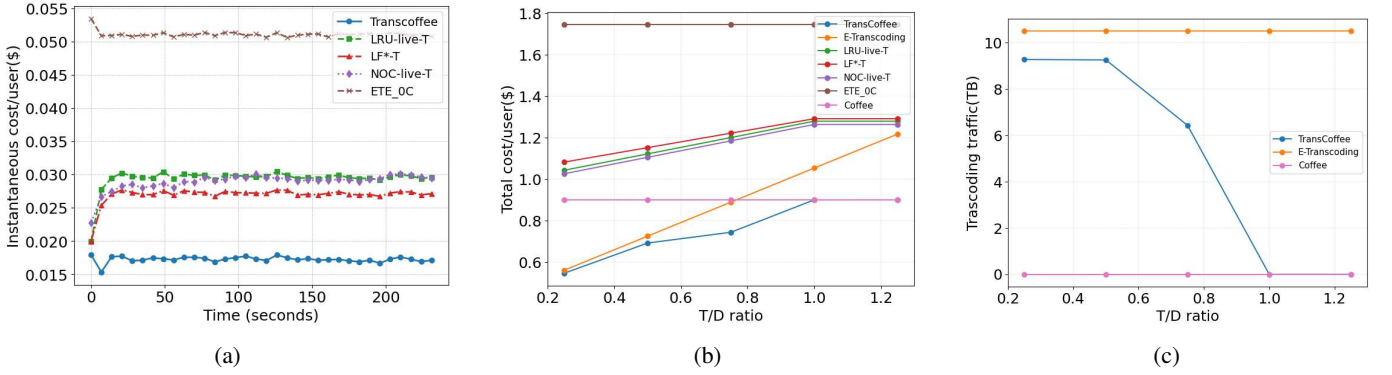 0.055
0.050
0.045
0.040
0.035
0.030
0.025
0.020
0.015
Instantaneous cost/user($)
0
50
100
150
200
Time (seconds)
Transcoffee
LRU-live-T
LF*-T
NOC-live-T
ETE_0C
(a)
1.8
1.6
1.4
1.2
1.0
0.8
0.6
Total cost/user($)
0.2
0.4
0.6
0.8
1.0
1.2
T/D ratio
TransCoffee
E-Transcoding
LRU-live-T
LF*-T
NOC-live-T
ETE_0C
Coffee
(b)
10
8
6
4
2
0
Trascoding traffic(TB)
0.2
0.4
0.6
0.8
1.0
1.2
T/D ratio
TransCoffee
E-Transcoding
Coffee
(c)